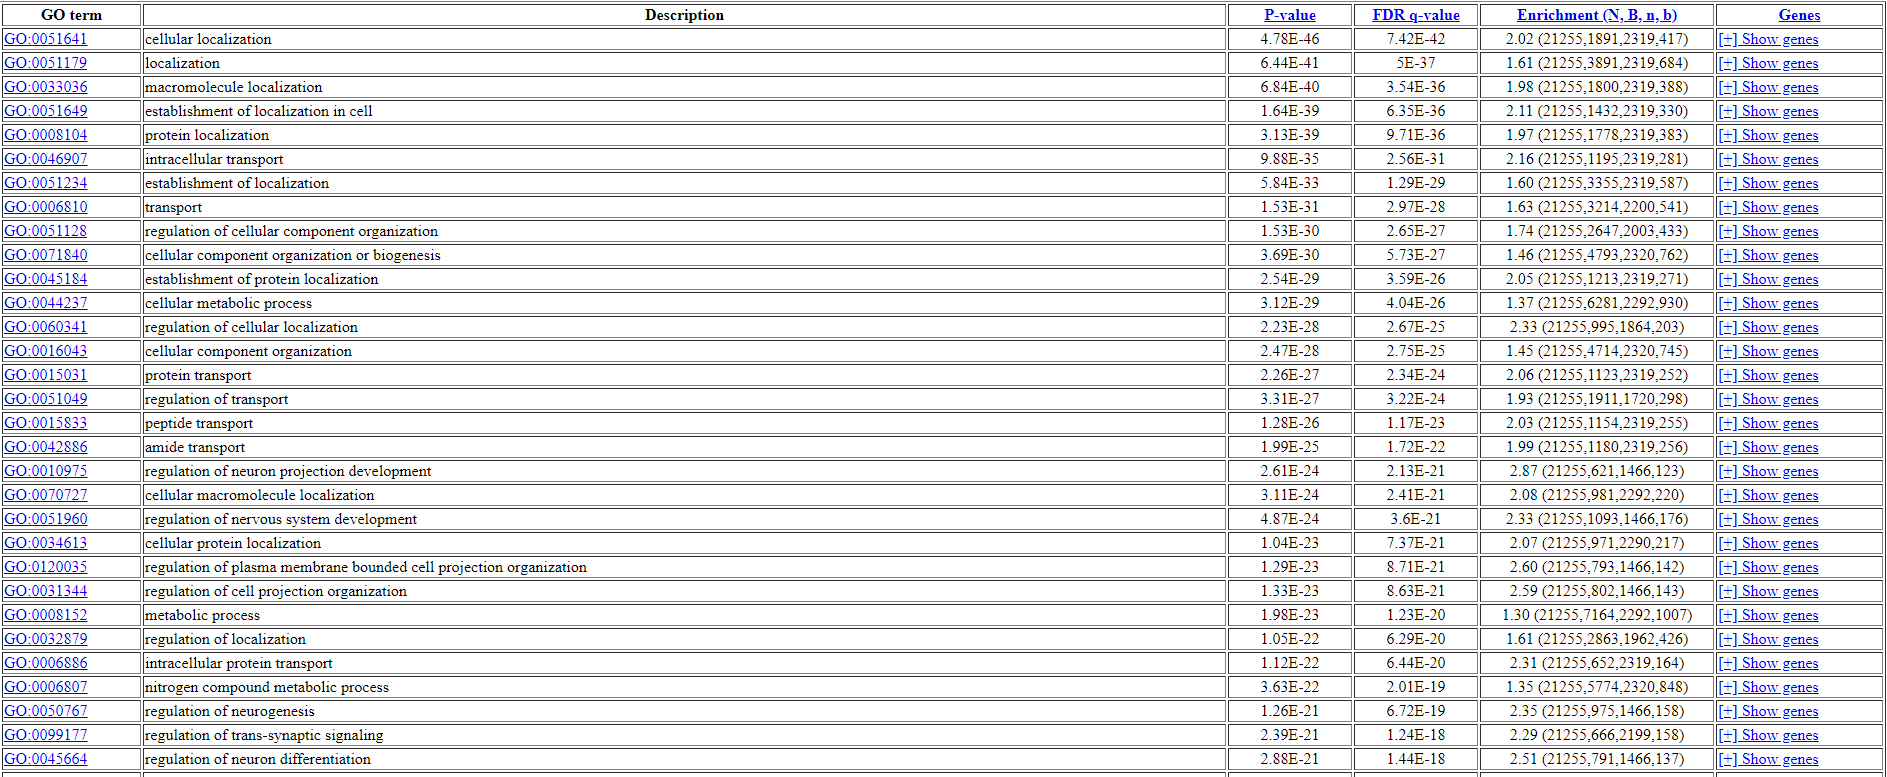 GO term Description P-value FDR q-value Enrichment (N, B, n, b) Genes
GO:0051641 cellular localization 4.78E-46 7.42E-42 2.02 (21255,1891,2319,417) [+] Show genes
GO:0051179 localization 6.44E-41 5E-37 1.61 (21255,3891,2319,684) [+] Show genes
GO:0033036 macromolecule localization 6.84E-40 3.54E-36 1.98 (21255,1800,2319,388) [+] Show genes
GO:0051649 establishment of localization in cell 1.64E-39 6.35E-36 2.11 (21255,1432,2319,330) [+] Show genes
GO:0008104 protein localization 3.13E-39 9.71E-36 1.97 (21255,1778,2319,383) [+] Show genes
GO:0046907 intracellular transport 9.88E-35 2.56E-31 2.16 (21255,1195,2319,281) [+] Show genes
GO:0051234 establishment of localization 5.84E-33 1.29E-29 1.60 (21255,3355,2319,587) [+] Show genes
GO:0006810 transport 1.53E-31 2.97E-28 1.63 (21255,3214,2200,541) [+] Show genes
GO:0051128 regulation of cellular component organization 1.53E-30 2.65E-27 1.74 (21255,2647,2003,433) [+] Show genes
GO:0071840 cellular component organization or biogenesis 3.69E-30 5.73E-27 1.46 (21255,4793,2320,762) [+] Show genes
GO:0045184 establishment of protein localization 2.54E-29 3.59E-26 2.05 (21255,1213,2319,271) [+] Show genes
GO:0044237 cellular metabolic process 3.12E-29 4.04E-26 1.37 (21255,6281,2292,930) [+] Show genes
GO:0060341 regulation of cellular localization 2.23E-28 2.67E-25 2.33 (21255,995,1864,203) [+] Show genes
GO:0016043 cellular component organization 2.47E-28 2.75E-25 1.45 (21255,4714,2320,745) [+] Show genes
GO:0015031 protein transport 2.26E-27 2.34E-24 2.06 (21255,1123,2319,252) [+] Show genes
GO:0051049 regulation of transport 3.31E-27 3.22E-24 1.93 (21255,1911,1720,298) [+] Show genes
GO:0015833 peptide transport 1.28E-26 1.17E-23 2.03 (21255,1154,2319,255) [+] Show genes
GO:0042886 amide transport 1.99E-25 1.72E-22 1.99 (21255,1180,2319,256) [+] Show genes
GO:0010975 regulation of neuron projection development 2.61E-24 2.13E-21 2.87 (21255,621,1466,123) [+] Show genes
GO:0070727 cellular macromolecule localization 3.11E-24 2.41E-21 2.08 (21255,981,2292,220) [+] Show genes
GO:0051960 regulation of nervous system development 4.87E-24 3.6E-21 2.33 (21255,1093,1466,176) [+] Show genes
GO:0034613 cellular protein localization 1.04E-23 7.37E-21 2.07 (21255,971,2290,217) [+] Show genes
GO:0120035 regulation of plasma membrane bounded cell projection organization 1.29E-23 8.71E-21 2.60 (21255,793,1466,142) [+] Show genes
GO:0031344 regulation of cell projection organization 1.33E-23 8.63E-21 2.59 (21255,802,1466,143) [+] Show genes
GO:0008152 metabolic process 1.98E-23 1.23E-20 1.30 (21255,7164,2292,1007) [+] Show genes
GO:0032879 regulation of localization 1.05E-22 6.29E-20 1.61 (21255,2863,1962,426) [+] Show genes
GO:0006886 intracellular protein transport 1.12E-22 6.44E-20 2.31 (21255,652,2319,164) [+] Show genes
GO:0006807 nitrogen compound metabolic process 3.63E-22 2.01E-19 1.35 (21255,5774,2320,848) [+] Show genes
GO:0050767 regulation of neurogenesis 1.26E-21 6.72E-19 2.35 (21255,975,1466,158) [+] Show genes
GO:0099177 regulation of trans-synaptic signaling 2.39E-21 1.24E-18 2.29 (21255,666,2199,158) [+] Show genes
GO:0045664 regulation of neuron differentiation 2.88E-21 1.44E-18 2.51 (21255,791,1466,137) [+] Show genes